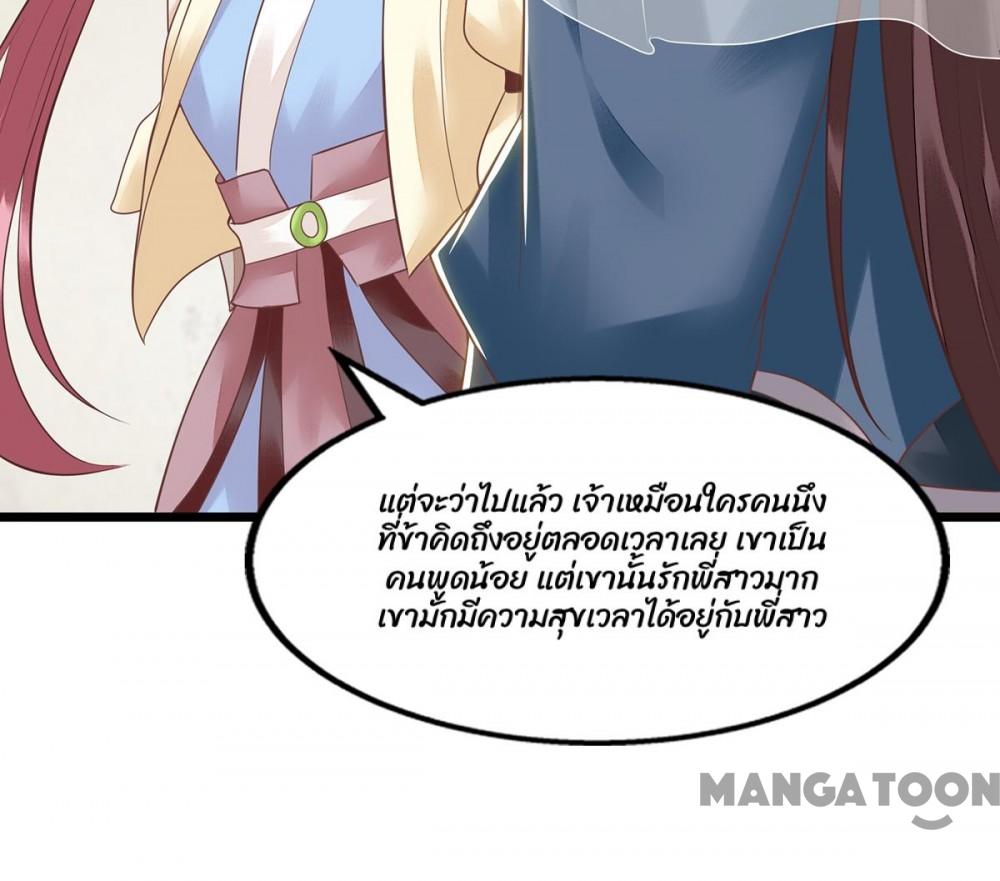 แต่จะว่าไปแล้ว เจ้าเหมือนใครคนนึง
ที่ข้าคิดถึงอยู่ตลอดเวลาเลย เขาเป็น
คนพูดน้อย แต่เขานั้นรักพี่สาวมาก
เขามักมีความสุขเวลาได้อยู่กับพี่สาว
MANGATOON